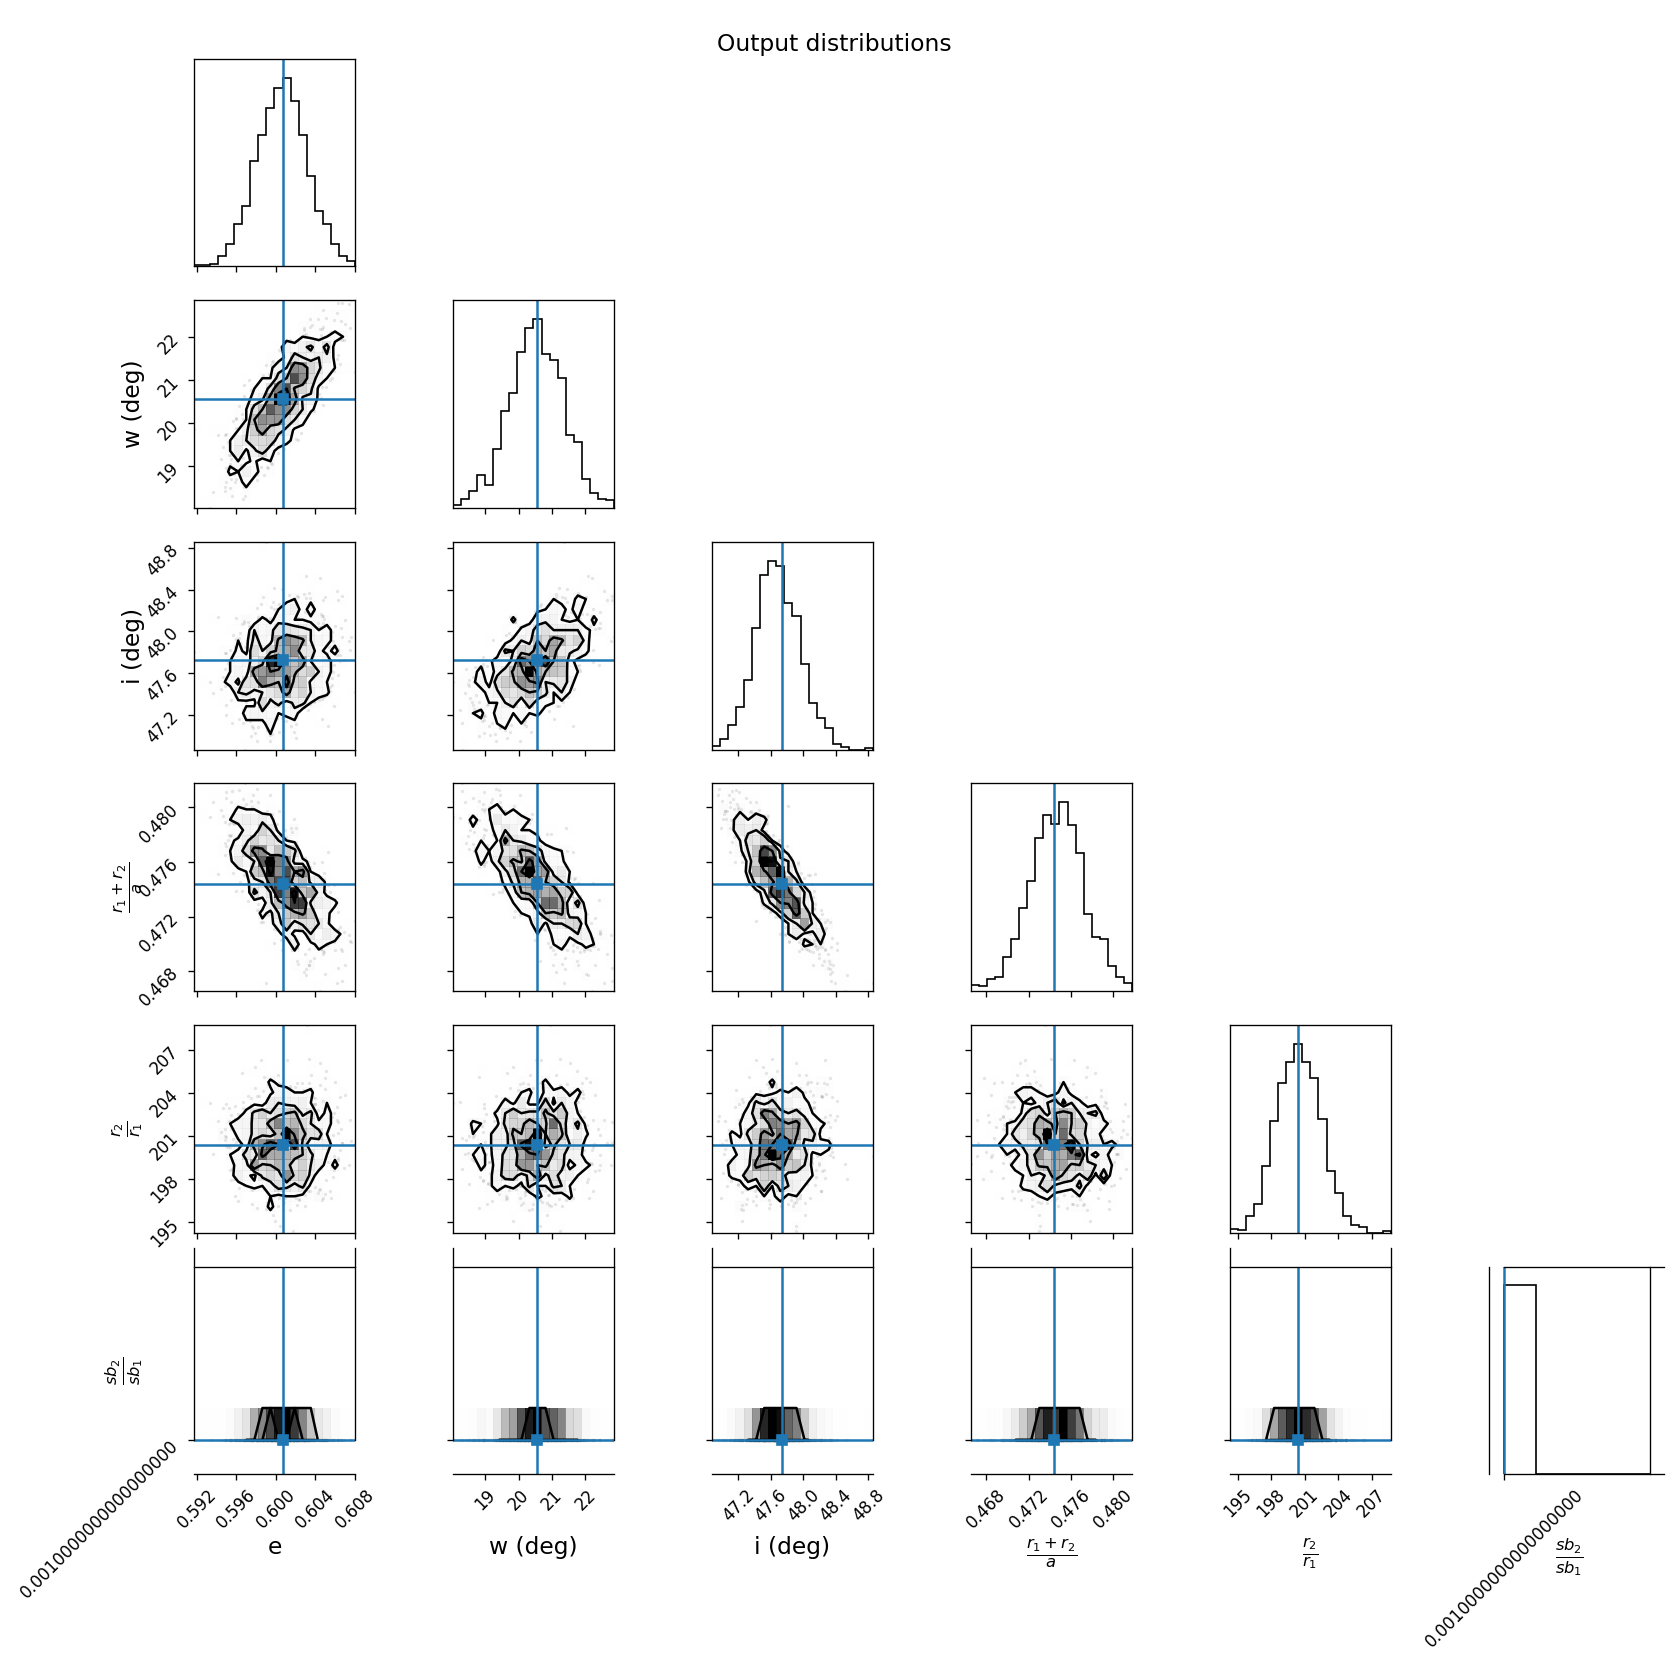 Output distributions
w (deg)
22
21
20
19
i (deg)
48.8
48.4
48.0
47.6
47.2
r₁ + r₂
a
0.480
0.476
0.472
0.468
r₂
r₁
207
204
201
198
195
sb₂
sb₁
0.592 0.596 0.600 0.604 0.608
19 20 21 22
47.2 47.6 48.0 48.4 48.8
0.468 0.472 0.476 0.480
195 198 201 204 207
e
w (deg)
i (deg)
r₁ + r₂
a
r₂
r₁
sb₂
sb₁